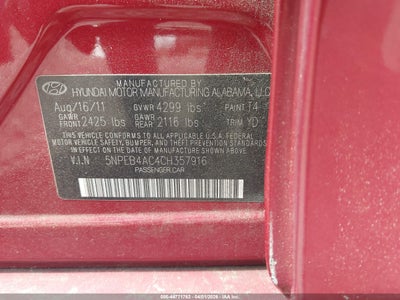 MANUFACTURED BY
HYUNDAI MOTOR MANUFACTURING ALABAMA, LLC
Aug/16/11 GVWR 4299 lbs PAINT T4
GAWR FRONT 2425 lbs GAWR REAR 2116 lbs TRIM YD
THIS VEHICLE CONFORMS TO ALL APPLICABLE U.S. FEDERAL
MOTOR VEHICLE SAFETY, BUMPER, AND THEFT PREVENTION
STANDARDS IN EFFECT ON THE DATE OF MANUFACTURE
V.I.N 5NPEB4AC4CH357916
PASSENGER CAR